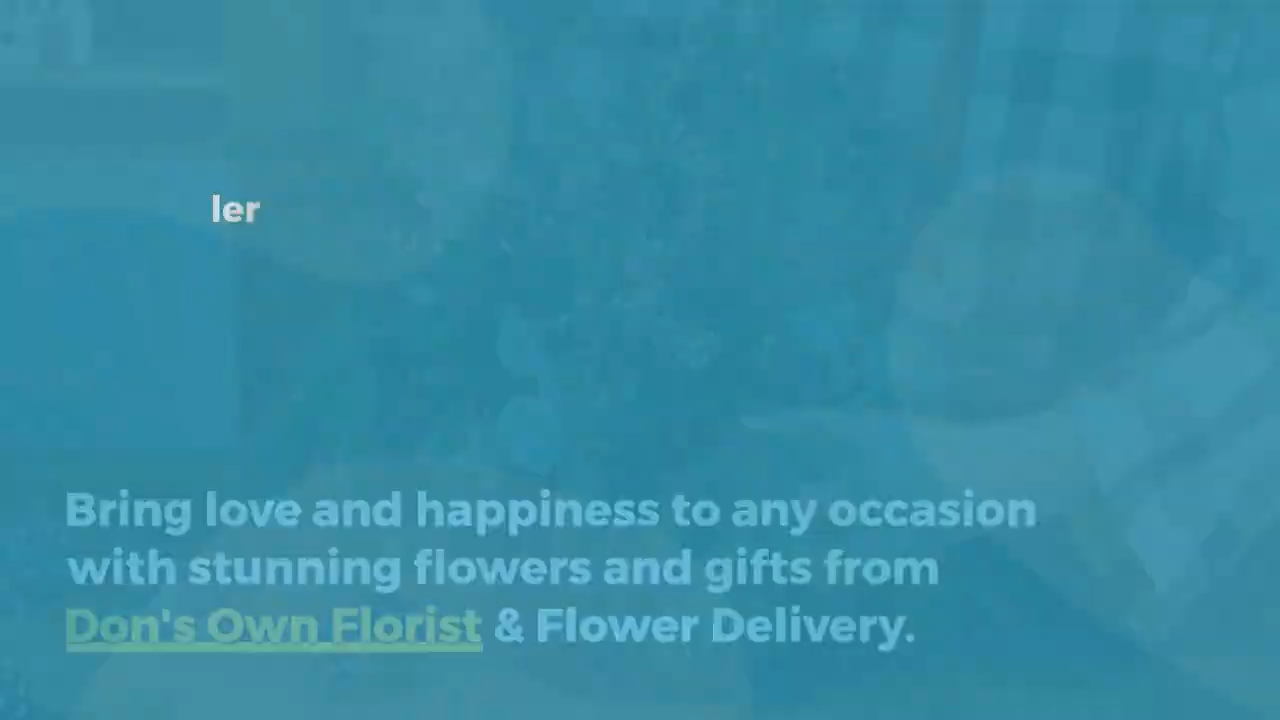 ler
Bring love and happiness to any occasion
with stunning flowers and gifts from
Don's Own Florist & Flower Delivery.